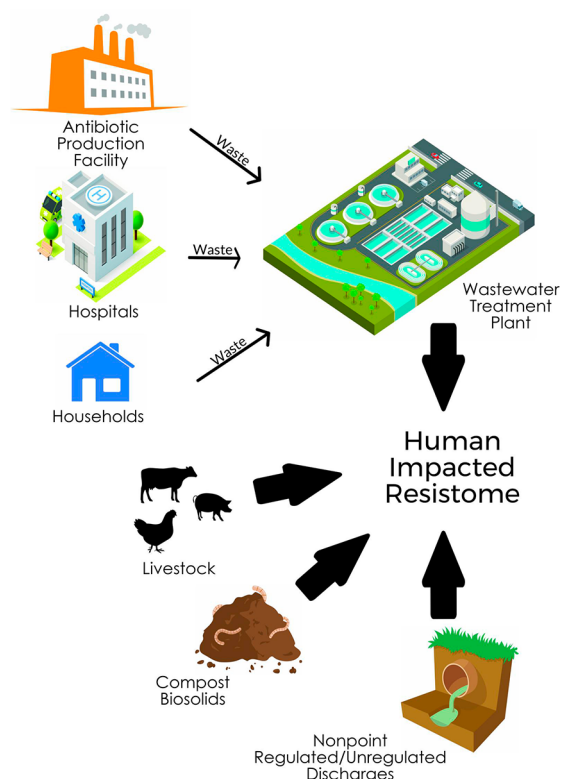 Antibiotic
Production
Facility
Waste
H
Hospitals
Waste
Wastewater
Treatment
Plant
Households
Waste
Human
Impacted
Resistome
Livestock
Compost
Biosolids
Nonpoint
Regulated/Unregulated
Discharges